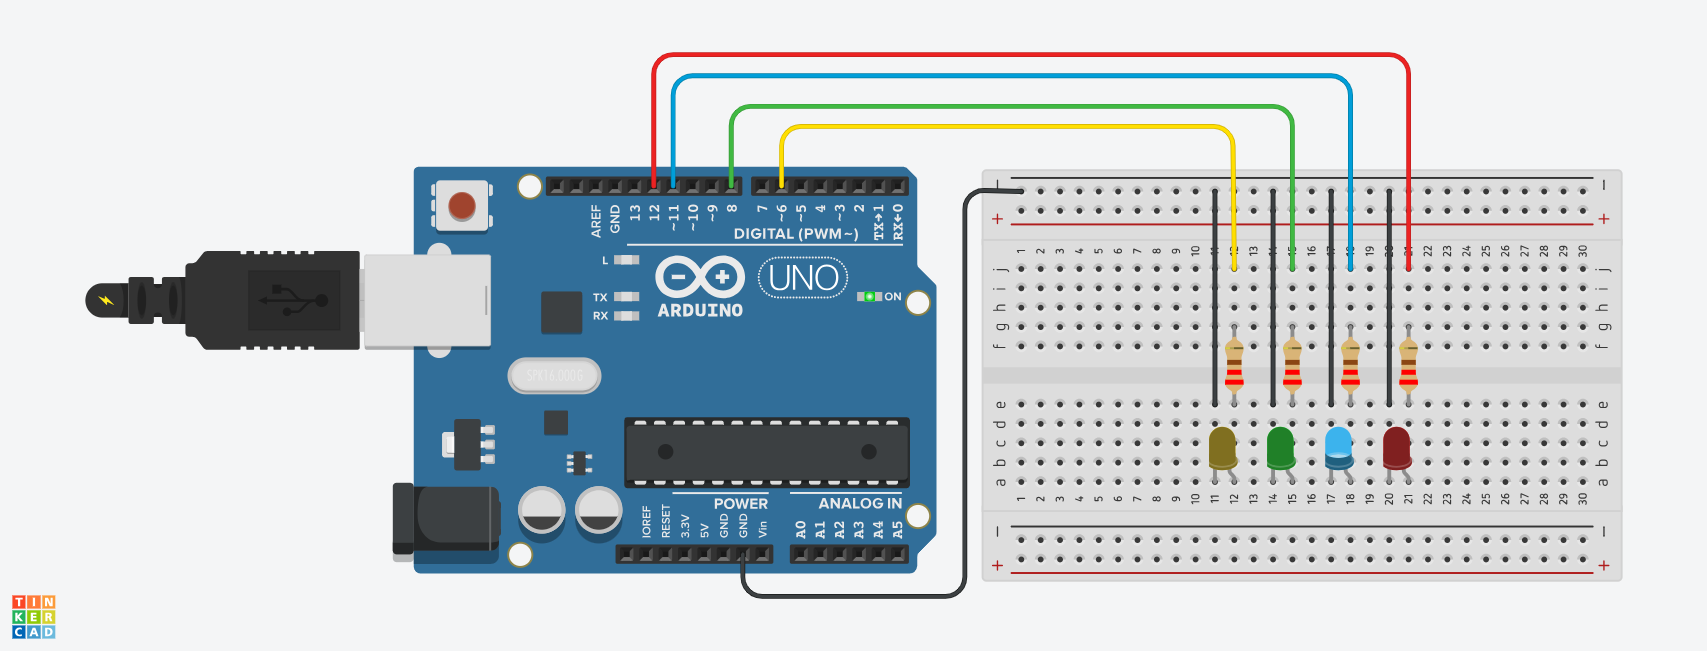 AREF GND 13 12 ~11 ~10 ~9 8 7 ~6 ~5 4 ~3 2 TX→1 RX←0
DIGITAL (PWM~)
L
TX
RX
UNO
ARDUINO
ON
SPK16.000G
POWER
ANALOG IN
IOREF RESET 3.3V 5V GND GND Vin
A0 A1 A2 A3 A4 A5
− −
+ +
1 2 3 4 5 6 7 8 9 10 11 12 13 14 15 16 17 18 19 20 21 22 23 24 25 26 27 28 29 30
j j
i i
h h
g g
f f
e e
d d
c c
b b
a a
1 2 3 4 5 6 7 8 9 10 11 12 13 14 15 16 17 18 19 20 21 22 23 24 25 26 27 28 29 30
− −
+ +
TIN
KER
CAD